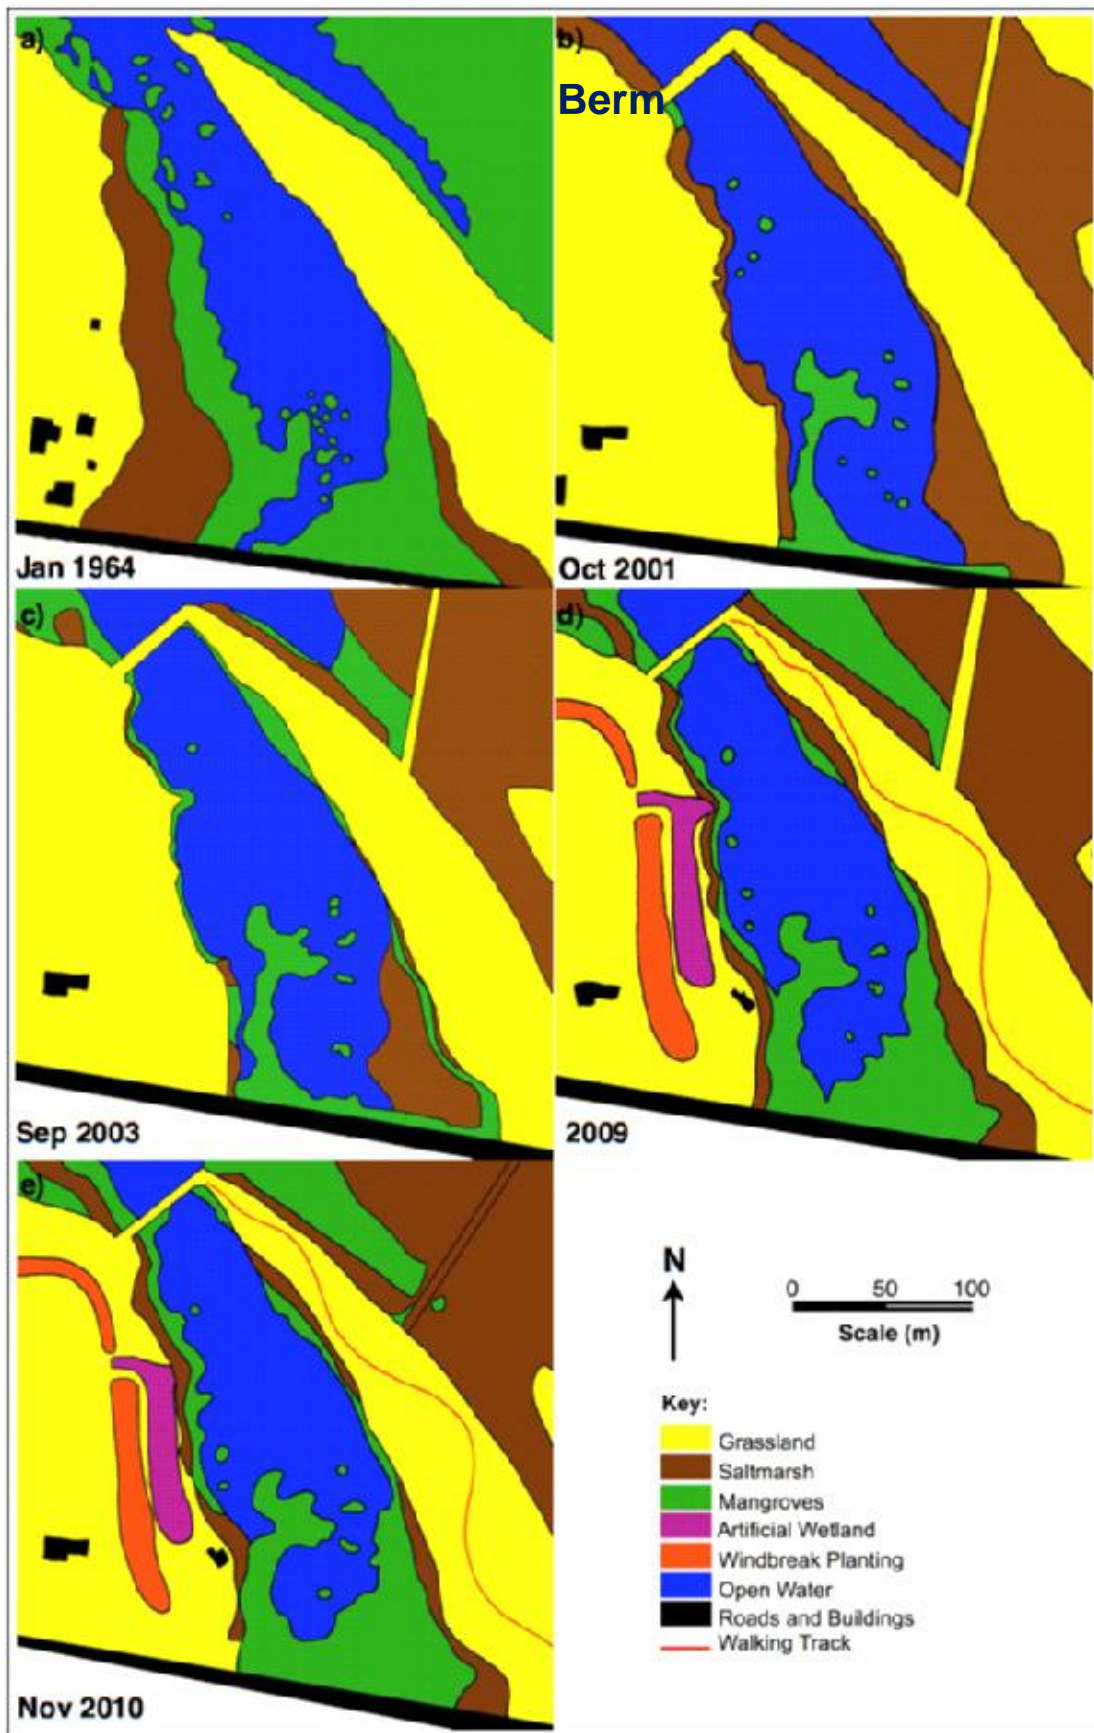 a)
Jan 1964
b)
Berm
Oct 2001
c)
Sep 2003
d)
2009
e)
Nov 2010
N
0 50 100
Scale (m)
Key:
Grassland
Saltmarsh
Mangroves
Artificial Wetland
Windbreak Planting
Open Water
Roads and Buildings
Walking Track